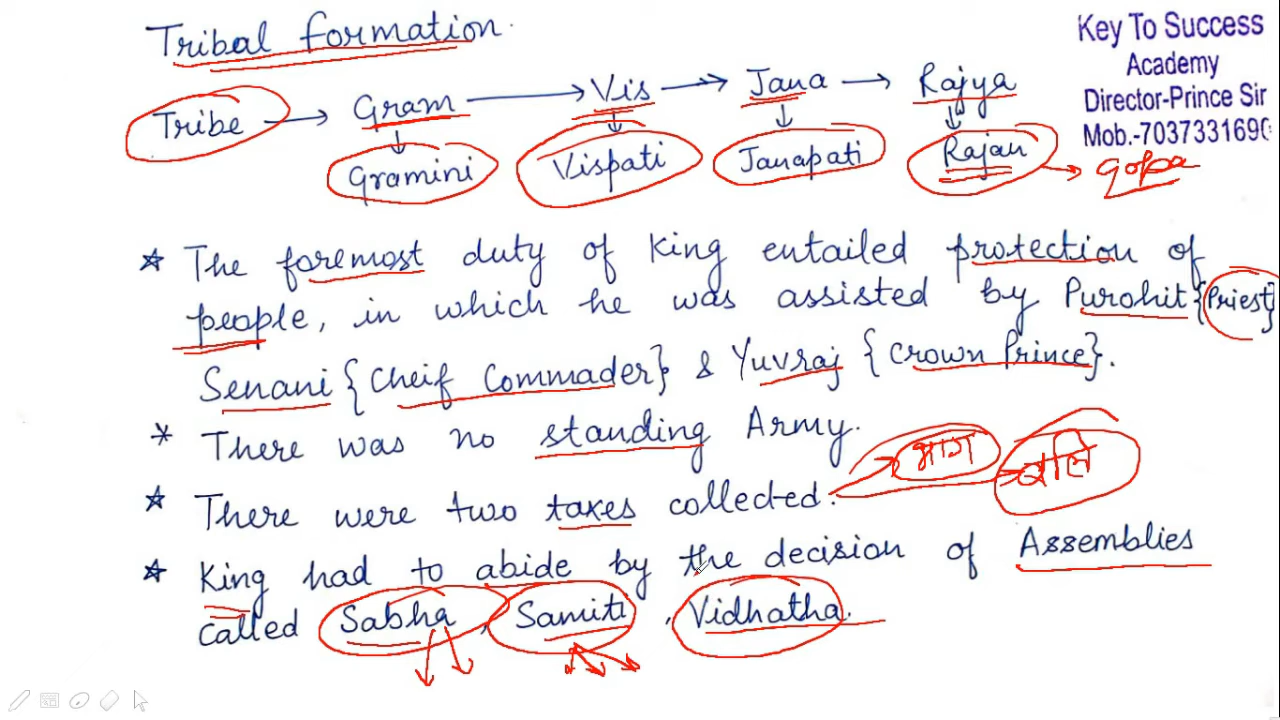 Tribal formation.
Key To Success
Academy
Director-Prince Sir
Mob.-7037331690
Tribe → Gram → Vis → Jana → Rajya
Gramini Vispati Janapati Rajan → Gopa
☆ The foremost duty of King entailed protection of
people, in which he was assisted by Purohit {Priest}
Senani {Cheif Commader} & Yuvraj {Crown Prince}.
* There was no standing Army.
☆ There were two taxes collected. भाग बलि
☆ King had to abide by the decision of Assemblies
called Sabha, Samiti, Vidhatha.